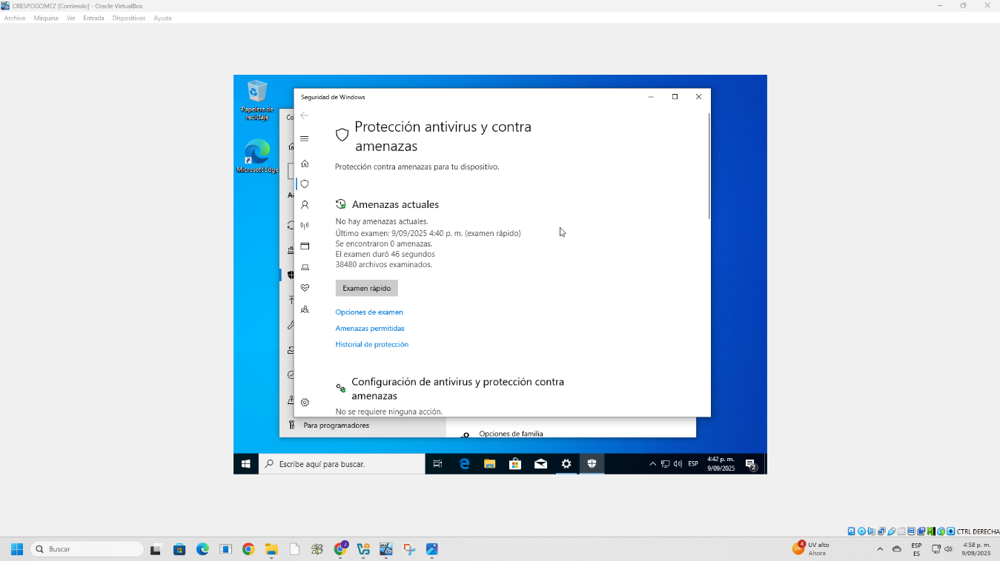 CRESPOGOMEZ [Corriendo] - Oracle VirtualBox
Archivo Máquina Ver Entrada Dispositivos Ayuda
Papelera de
reciclaje
Microsoft Edge
Co
Seguridad de Windows
Protección antivirus y contra
amenazas
Protección contra amenazas para tu dispositivo.
Amenazas actuales
No hay amenazas actuales.
Último examen: 9/09/2025 4:40 p. m. (examen rápido)
Se encontraron 0 amenazas.
El examen duró 46 segundos
38480 archivos examinados.
Examen rápido
Opciones de examen
Amenazas permitidas
Historial de protección
Configuración de antivirus y protección contra
amenazas
No se requiere ninguna acción.
Para programadores
Opciones de familia
Escribe aquí para buscar.
ESP
4:42 p. m.
9/09/2025
2
CTRL DERECHA
Buscar
J
4
UV alto
Ahora
ESP
ES
4:58 p. m.
9/09/2025